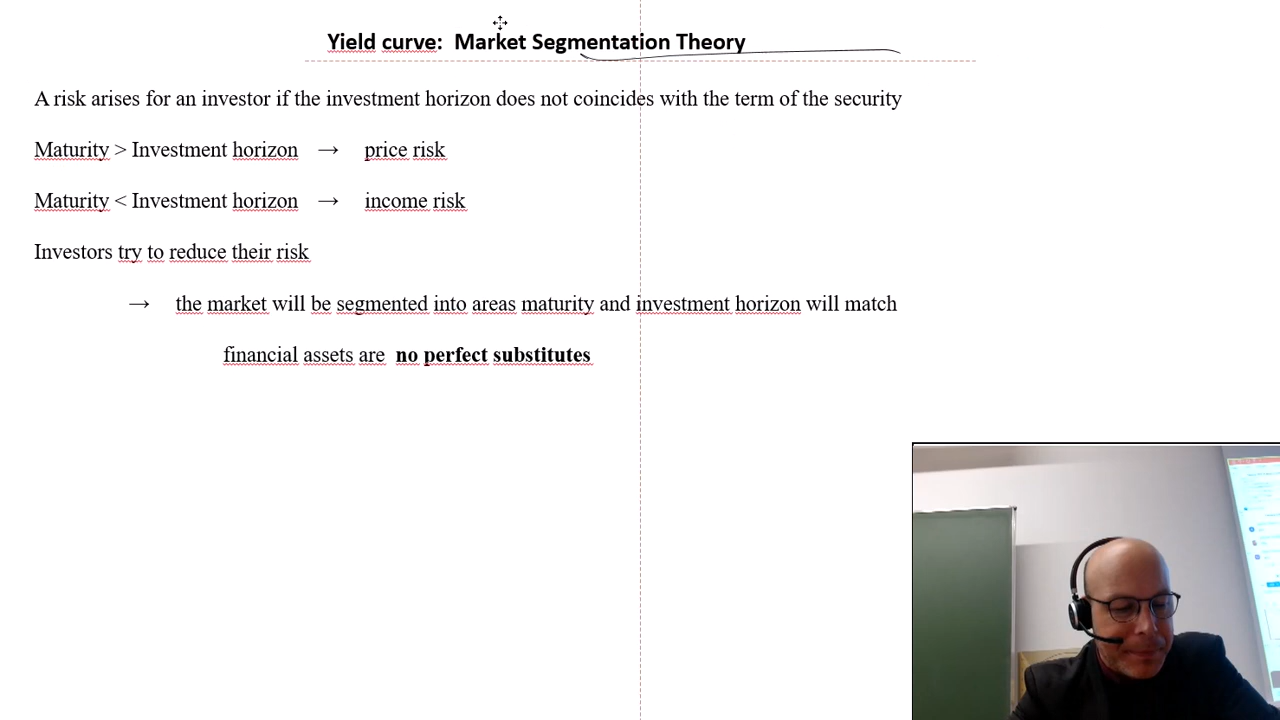 Yield curve: Market Segmentation Theory
A risk arises for an investor if the investment horizon does not coincides with the term of the security
Maturity > Investment horizon → price risk
Maturity < Investment horizon → income risk
Investors try to reduce their risk
→ the market will be segmented into areas maturity and investment horizon will match
financial assets are no perfect substitutes